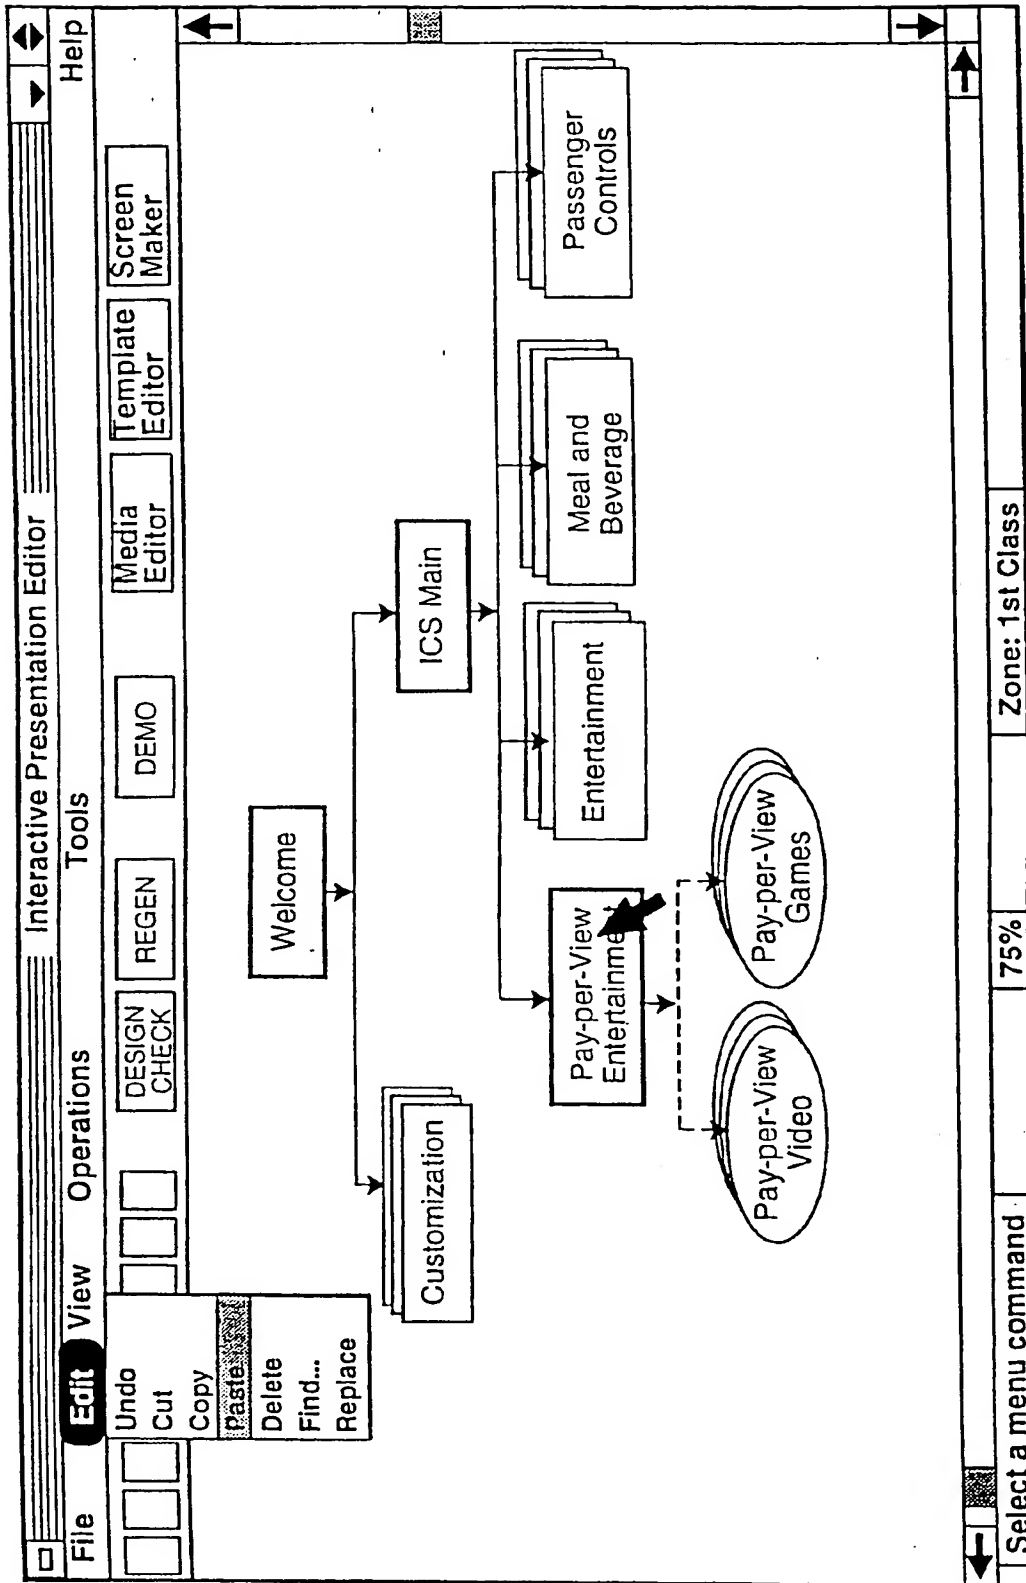 Interactive Presentation Editor
File Edit View Operations Tools Help
DESIGN
CHECK
REGEN
DEMO
Media
Editor
Template
Editor
Screen
Maker
Undo
Cut
Copy
Paste
Delete
Find...
Replace
Welcome
Customization
ICS Main
Pay-per-View
Entertainment
Entertainment
Meal and
Beverage
Passenger
Controls
Pay-per-View
Video
Pay-per-View
Games
Select a menu command
75%
Zone: 1st Class